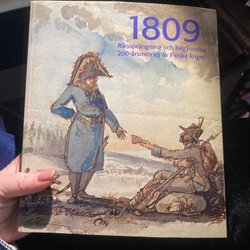 1809
Rikssprängning och begynnelse
200-årsminnet av Finska kriget